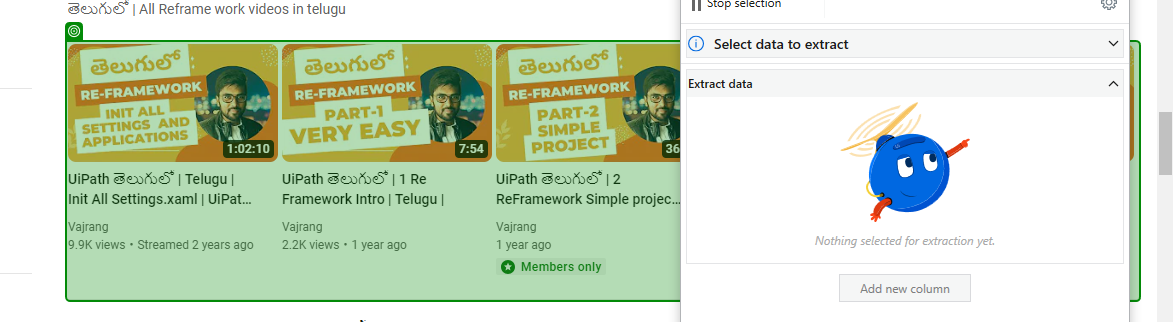 తెలుగులో | All Reframe work videos in telugu
తెలుగులో
RE-FRAMEWORK
INIT ALL
SETTINGS AND
APPLICATIONS
1:02:10
UiPath తెలుగులో | Telugu |
Init All Settings.xaml | UiPat...
Vajrang
9.9K views • Streamed 2 years ago
తెలుగులో
RE-FRAMEWORK
PART-1
VERY EASY
7:54
UiPath తెలుగులో | 1 Re
Framework Intro | Telugu |
Vajrang
2.2K views • 1 year ago
తెలుగులో
RE-FRAMEWORK
PART-2
SIMPLE
PROJECT
36
UiPath తెలుగులో | 2
ReFramework Simple projec...
Vajrang
1 year ago
Members only
Stop selection
Select data to extract
Extract data
Nothing selected for extraction yet.
Add new column